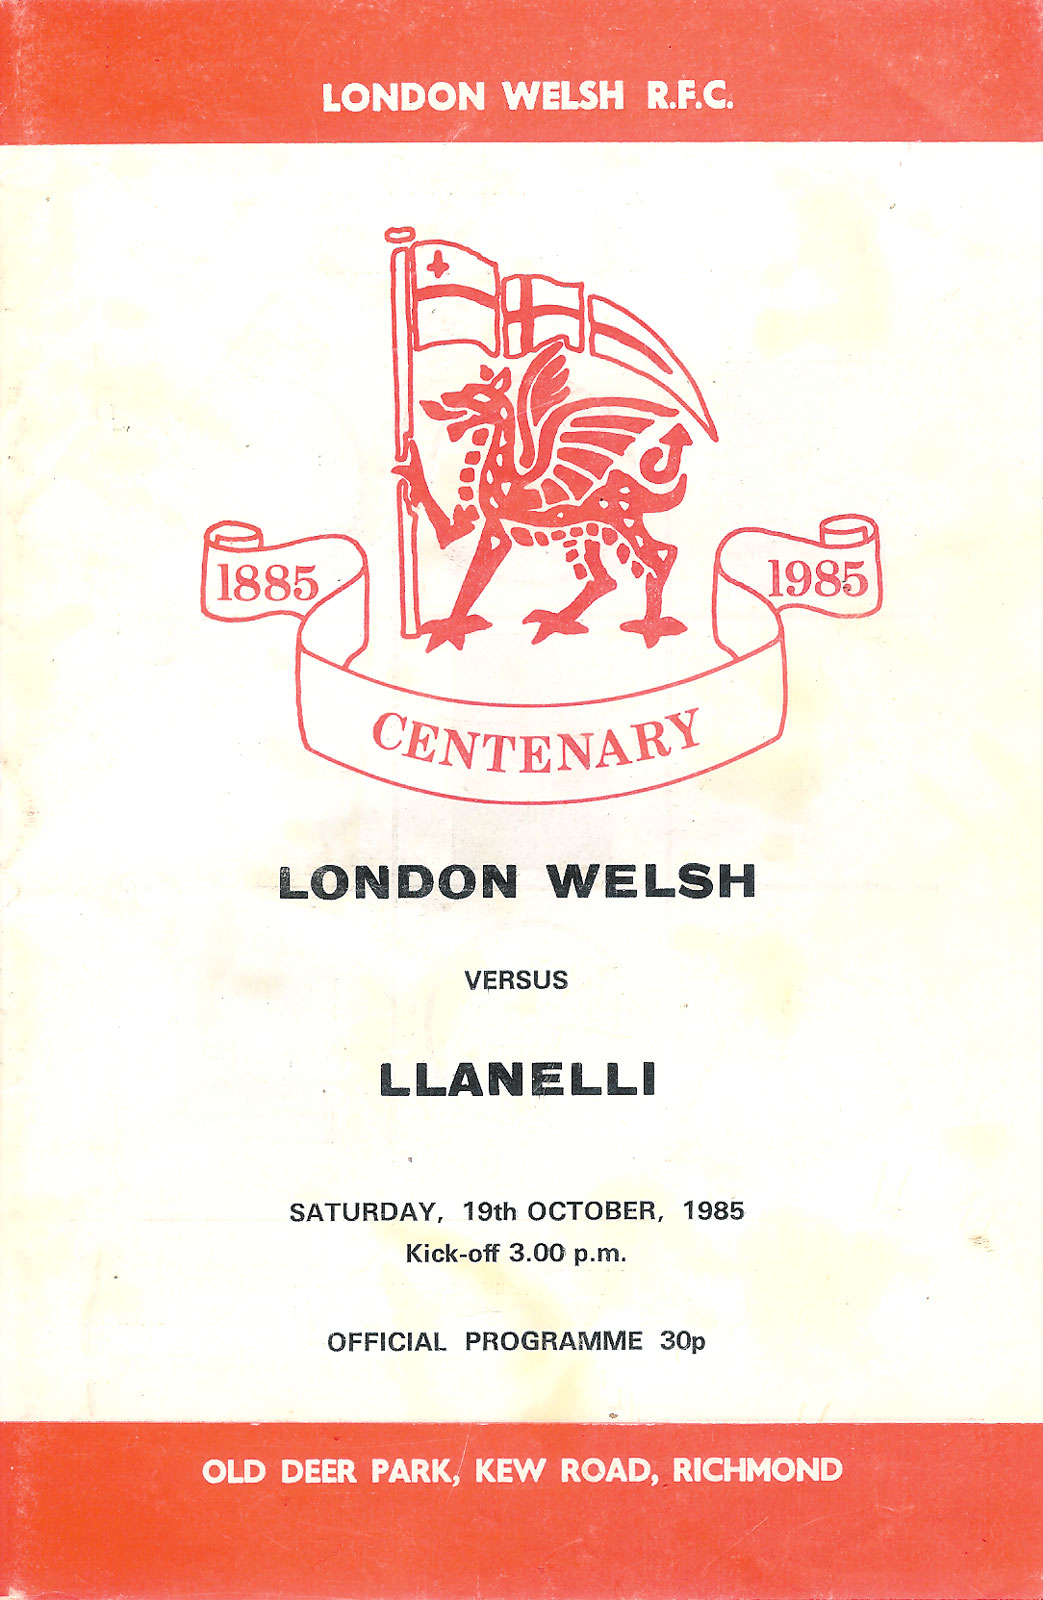 LONDON WELSH R.F.C.
1885
1985
CENTENARY
LONDON WELSH
VERSUS
LLANELLI
SATURDAY, 19th OCTOBER, 1985
Kick-off 3.00 p.m.
OFFICIAL PROGRAMME 30p
OLD DEER PARK, KEW ROAD, RICHMOND